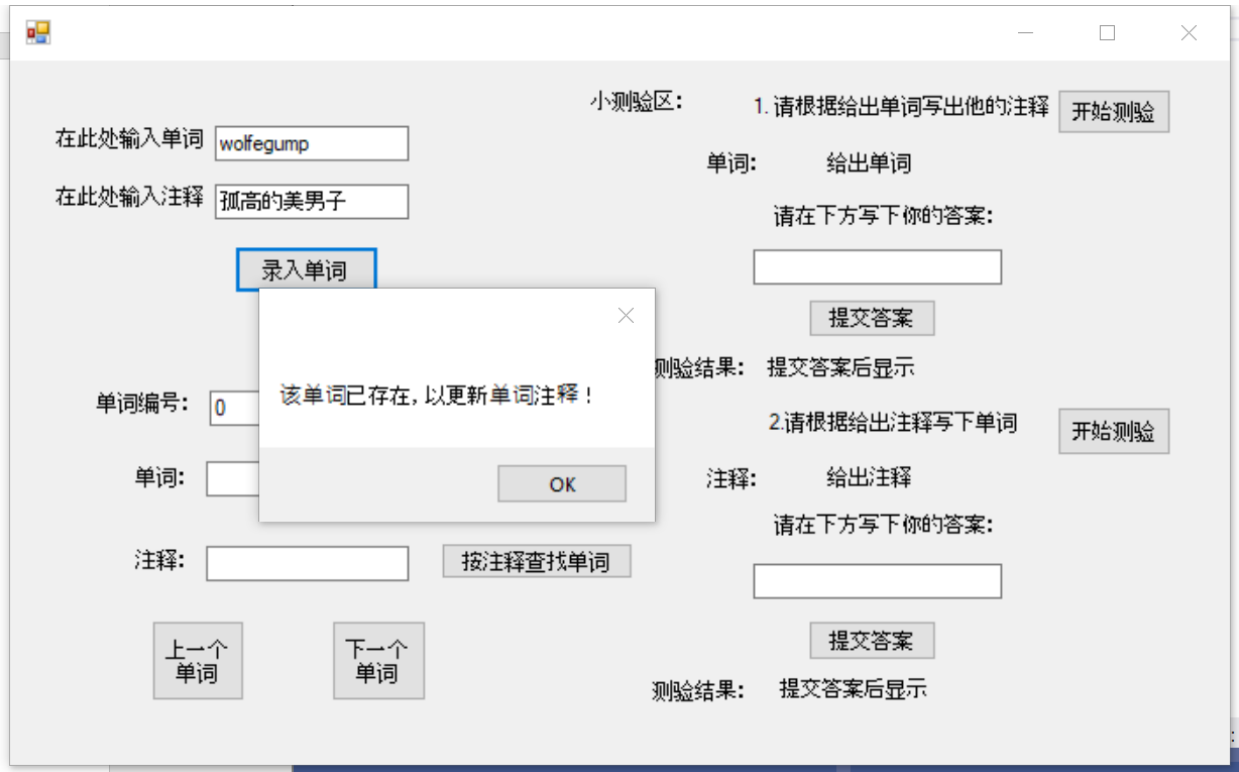 在此处输入单词
wolfegump
在此处输入注释
孤高的美男子
录入单词
该单词已存在, 以更新单词注释！
OK
单词编号:
0
单词:
注释:
按注释查找单词
上一个
单词
下一个
单词
小测验区:
1. 请根据给出单词写出他的注释
开始测验
单词:
给出单词
请在下方写下你的答案:
提交答案
测验结果:
提交答案后显示
2.请根据给出注释写下单词
开始测验
注释:
给出注释
请在下方写下你的答案:
提交答案
测验结果:
提交答案后显示